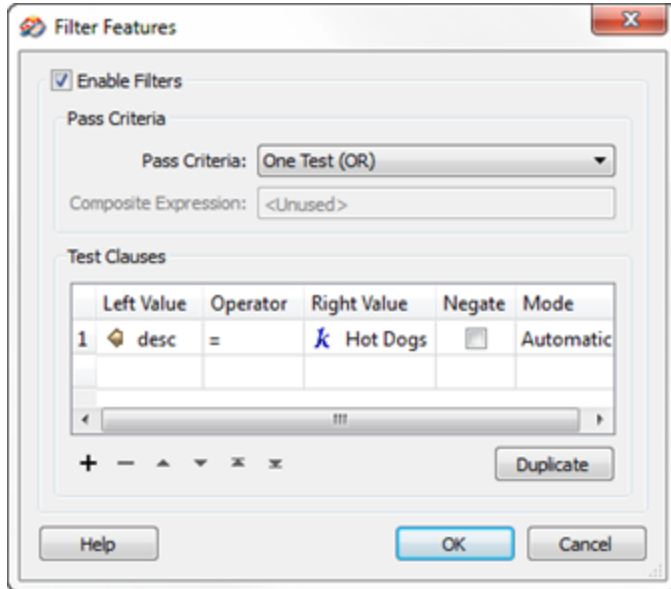 Filter Features
Enable Filters
Pass Criteria
Pass Criteria: One Test (OR)
Composite Expression: <Unused>
Test Clauses
Left Value Operator Right Value Negate Mode
1 desc = k Hot Dogs Automatic
Duplicate
Help OK Cancel